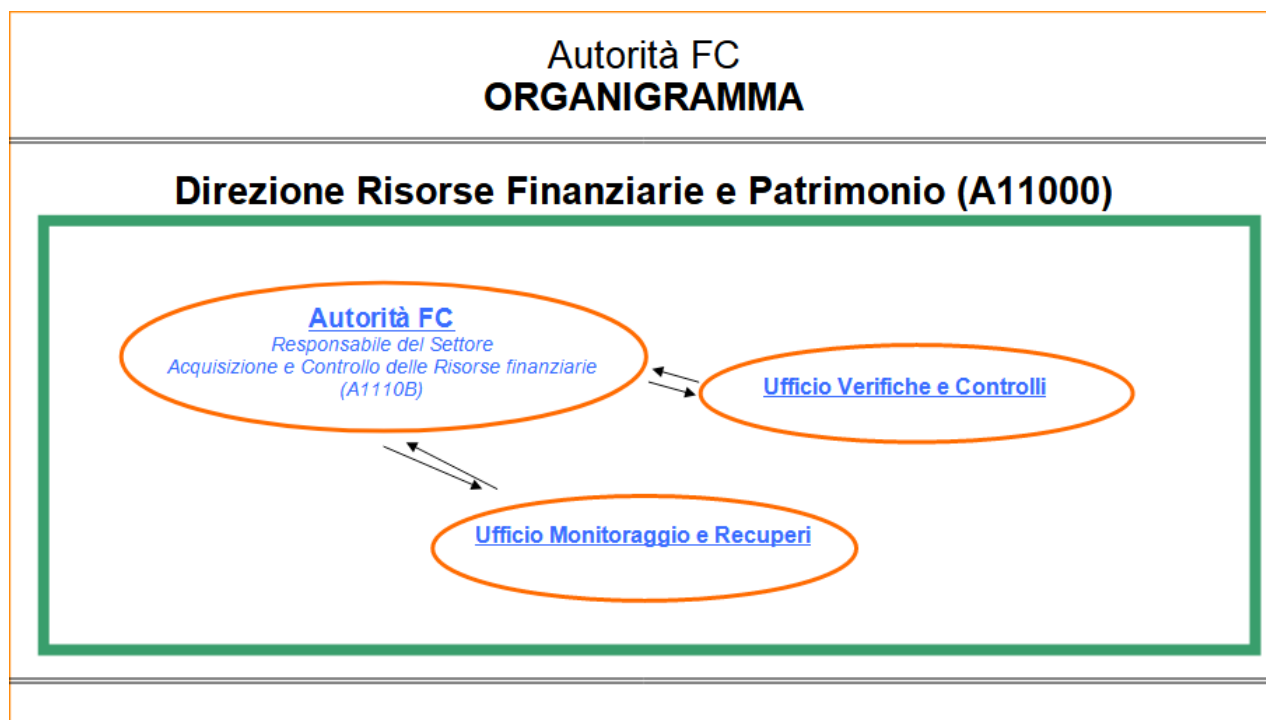 Autorità FC
ORGANIGRAMMA
Direzione Risorse Finanziarie e Patrimonio (A11000)
Autorità FC
Responsabile del Settore
Acquisizione e Controllo delle Risorse finanziarie
(A1110B)
Ufficio Verifiche e Controlli
Ufficio Monitoraggio e Recuperi